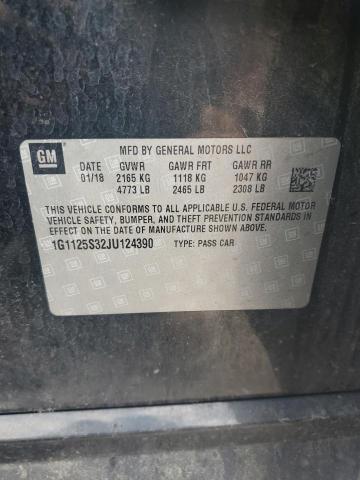 GM
MFD BY GENERAL MOTORS LLC
DATE GVWR GAWR FRT GAWR RR
01/18 2165 KG 1118 KG 1047 KG
4773 LB 2465 LB 2308 LB
THIS VEHICLE CONFORMS TO ALL APPLICABLE U.S. FEDERAL MOTOR
VEHICLE SAFETY, BUMPER, AND THEFT PREVENTION STANDARDS IN
EFFECT ON THE DATE OF MANUFACTURE SHOWN ABOVE.
1G1125S32JU124390 TYPE: PASS CAR